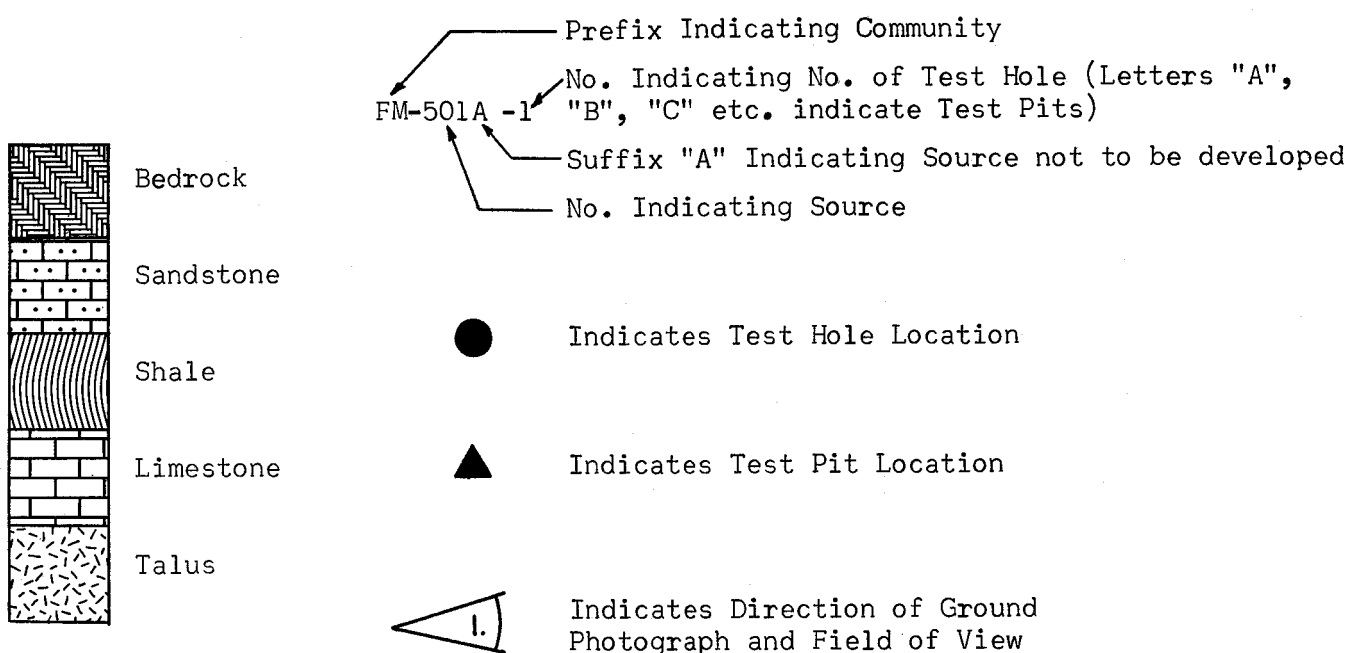 Prefix Indicating Community
No. Indicating No. of Test Hole (Letters "A",
"B", "C" etc. indicate Test Pits)
FM-501A -1
Suffix "A" Indicating Source not to be developed
No. Indicating Source
Bedrock
Sandstone
Shale
Limestone
Talus
Indicates Test Hole Location
Indicates Test Pit Location
1.
Indicates Direction of Ground
Photograph and Field of View